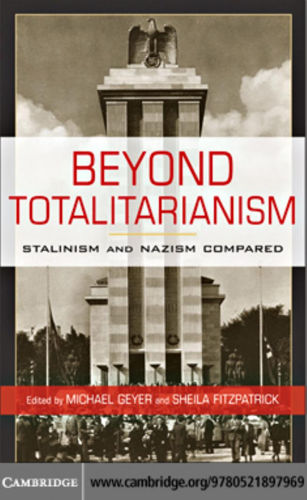 BEYOND
TOTALITARIANISM
STALINISM AND NAZISM COMPARED
Edited by MICHAEL GEYER and SHEILA FITZPATRICK
CAMBRIDGE www.cambridge.org/9780521897969